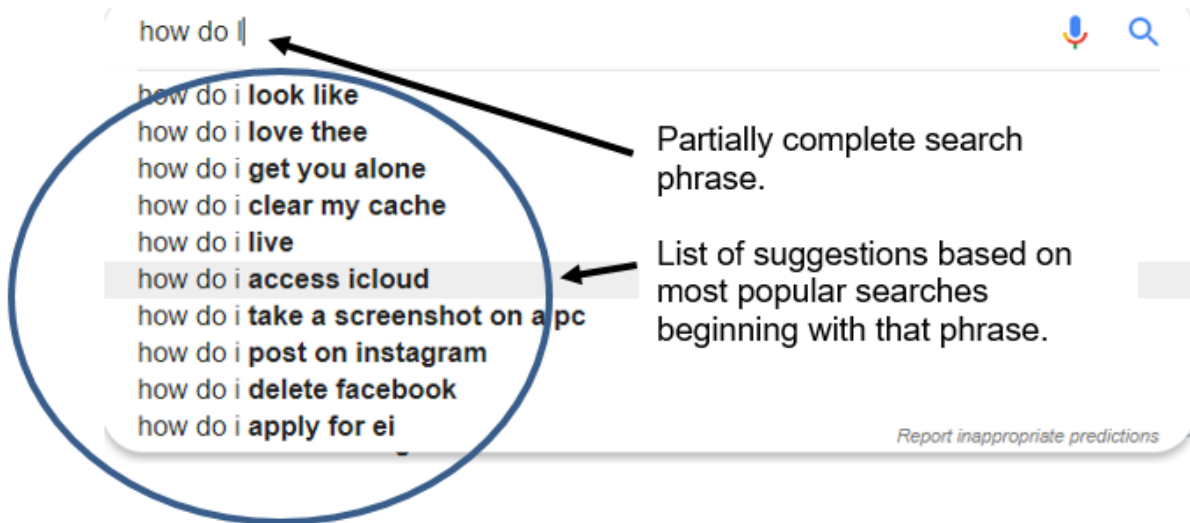 how do I
how do i look like
how do i love thee
how do i get you alone
how do i clear my cache
how do i live
how do i access icloud
how do i take a screenshot on a pc
how do i post on instagram
how do i delete facebook
how do i apply for ei
Partially complete search
phrase.
List of suggestions based on
most popular searches
beginning with that phrase.
Report inappropriate predictions